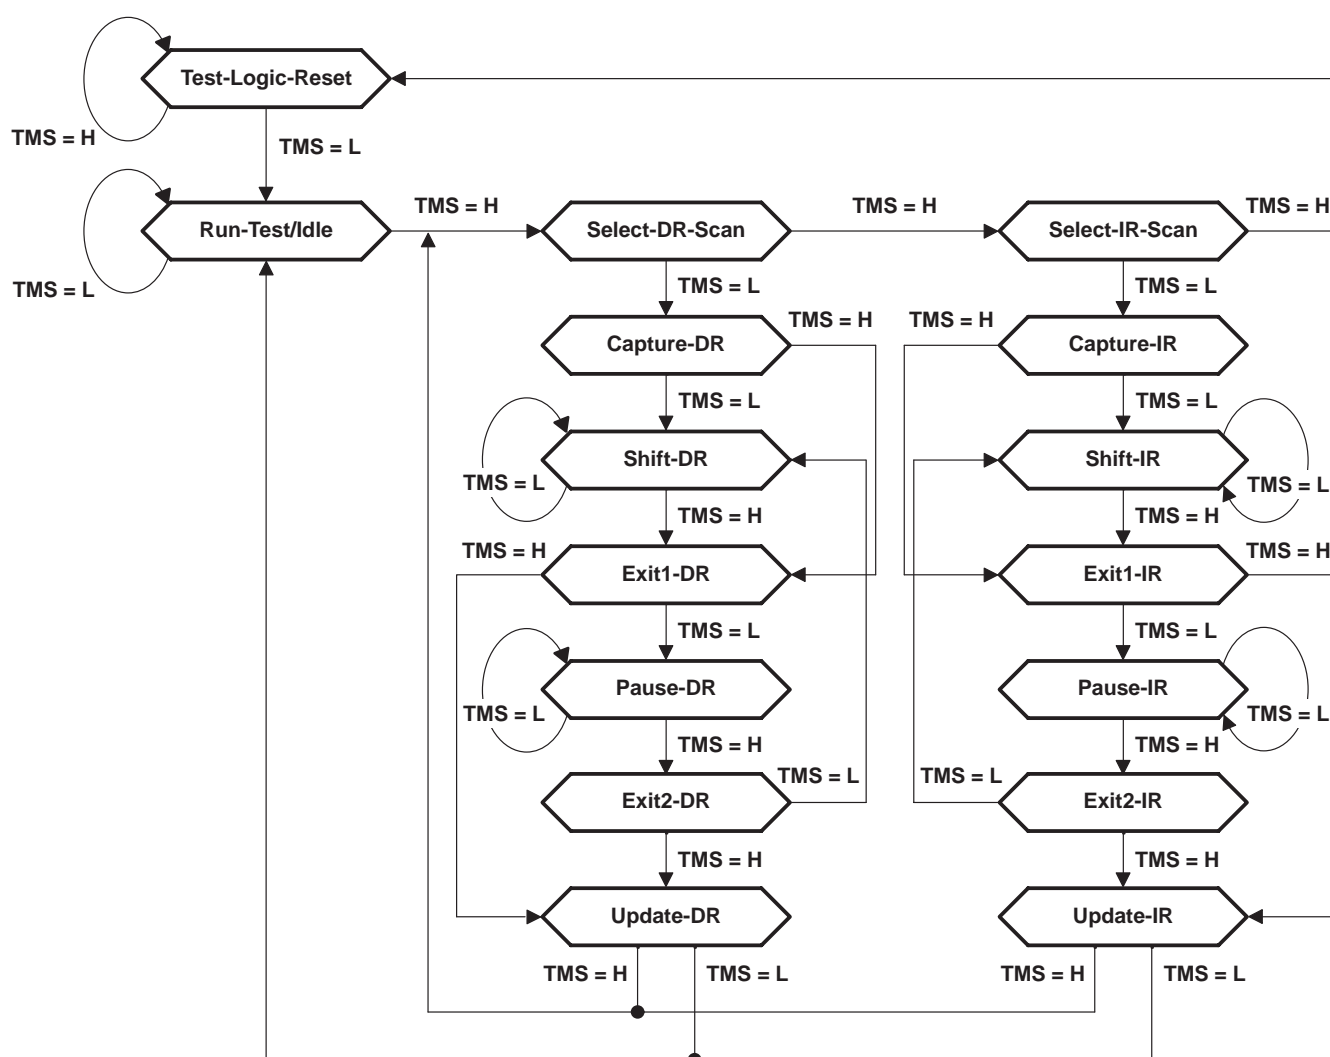 Test-Logic-Reset
TMS = H
TMS = L
TMS = H
TMS = H
TMS = H
Run-Test/Idle
Select-DR-Scan
Select-IR-Scan
TMS = L
TMS = L
TMS = L
TMS = H
TMS = H
Capture-DR
Capture-IR
TMS = L
TMS = L
Shift-DR
Shift-IR
TMS = L
TMS = L
TMS = H
TMS = H
TMS = H
TMS = H
Exit1-DR
Exit1-IR
TMS = L
TMS = L
Pause-DR
Pause-IR
TMS = L
TMS = L
TMS = H
TMS = H
TMS = L
TMS = L
Exit2-DR
Exit2-IR
TMS = H
TMS = H
Update-DR
Update-IR
TMS = H
TMS = L
TMS = H
TMS = L